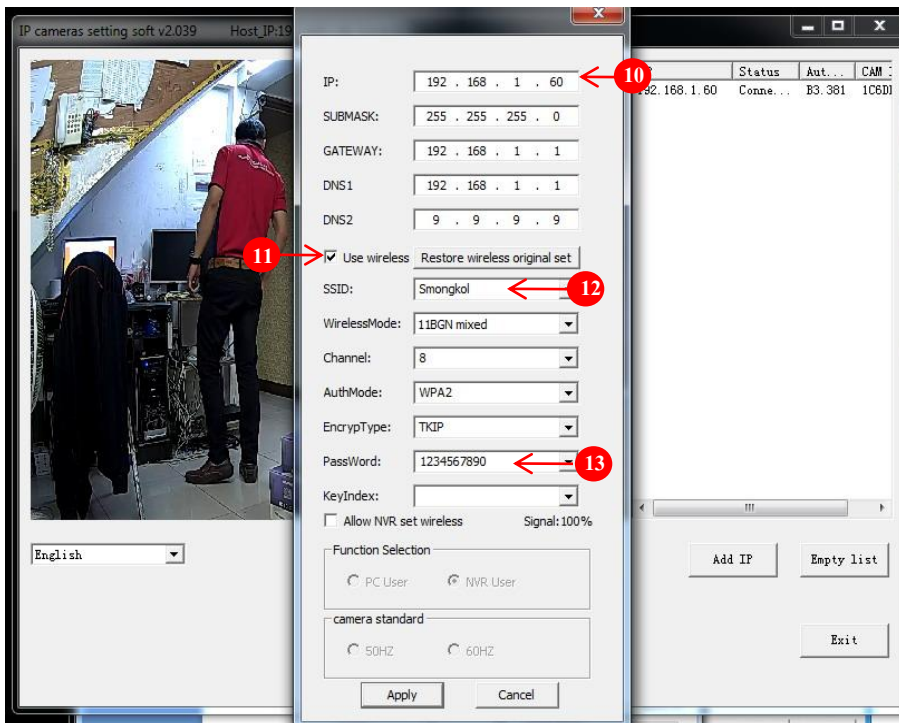 IP cameras setting soft v2.039 Host_IP:19
IP: 192 . 168 . 1 . 60
10
SUBMASK: 255 . 255 . 255 . 0
GATEWAY: 192 . 168 . 1 . 1
DNS1 192 . 168 . 1 . 1
DNS2 9 . 9 . 9 . 9
11
Use wireless Restore wireless original set
SSID: Smongkol
12
WirelessMode: 11BGN mixed
Channel: 8
AuthMode: WPA2
EncrypType: TKIP
PassWord: 1234567890
13
KeyIndex:
Allow NVR set wireless Signal:100%
Function Selection
PC User NVR User
camera standard
50HZ 60HZ
Apply Cancel
Status Aut... CAM
92.168.1.60 Conne... B3.381 1C6D
English
Add IP Empty list
Exit